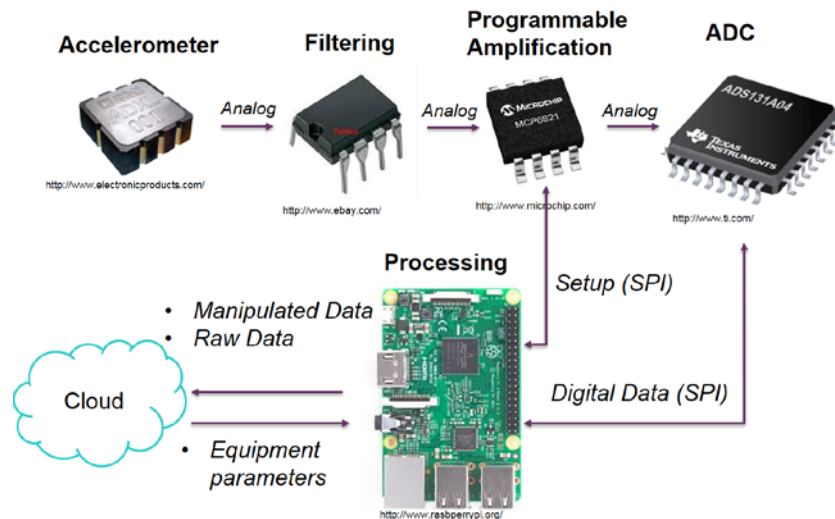 Accelerometer
Filtering
Programmable
Amplification
ADC
Analog
Analog
Analog
ADXL
001
MICROCHIP
MCP6S21
ADS131A04
TEXAS
INSTRUMENTS
http://www.electronicproducts.com/
http://www.ebay.com/
http://www.microchip.com/
http://www.ti.com/
Processing
Setup (SPI)
• Manipulated Data
• Raw Data
Cloud
Digital Data (SPI)
• Equipment
parameters
HDMI
http://www.raspberrypi.org/